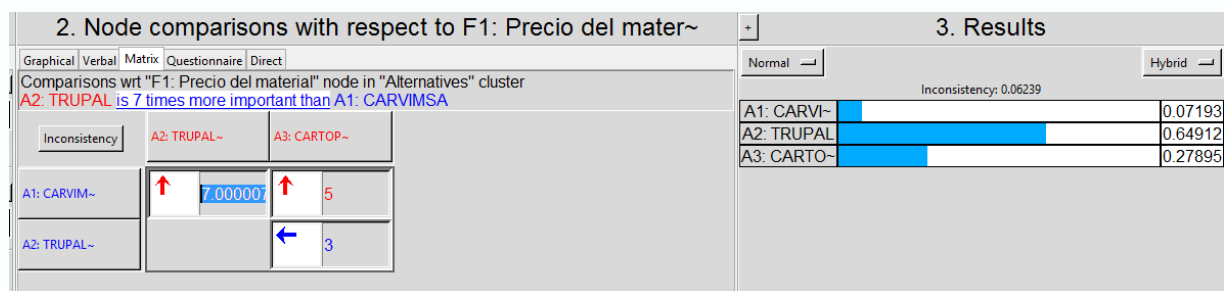 2. Node comparisons with respect to F1: Precio del mater~
Graphical Verbal Matrix Questionnaire Direct
Comparisons wrt "F1: Precio del material" node in "Alternatives" cluster
A2: TRUPAL is 7 times more important than A1: CARVIMSA
Inconsistency A2: TRUPAL~ A3: CARTOP~
A1: CARVIM~ 7.000007 5
A2: TRUPAL~ 3
+ 3. Results
Normal Hybrid
Inconsistency: 0.06239
A1: CARVI~ 0.07193
A2: TRUPAL 0.64912
A3: CARTO~ 0.27895